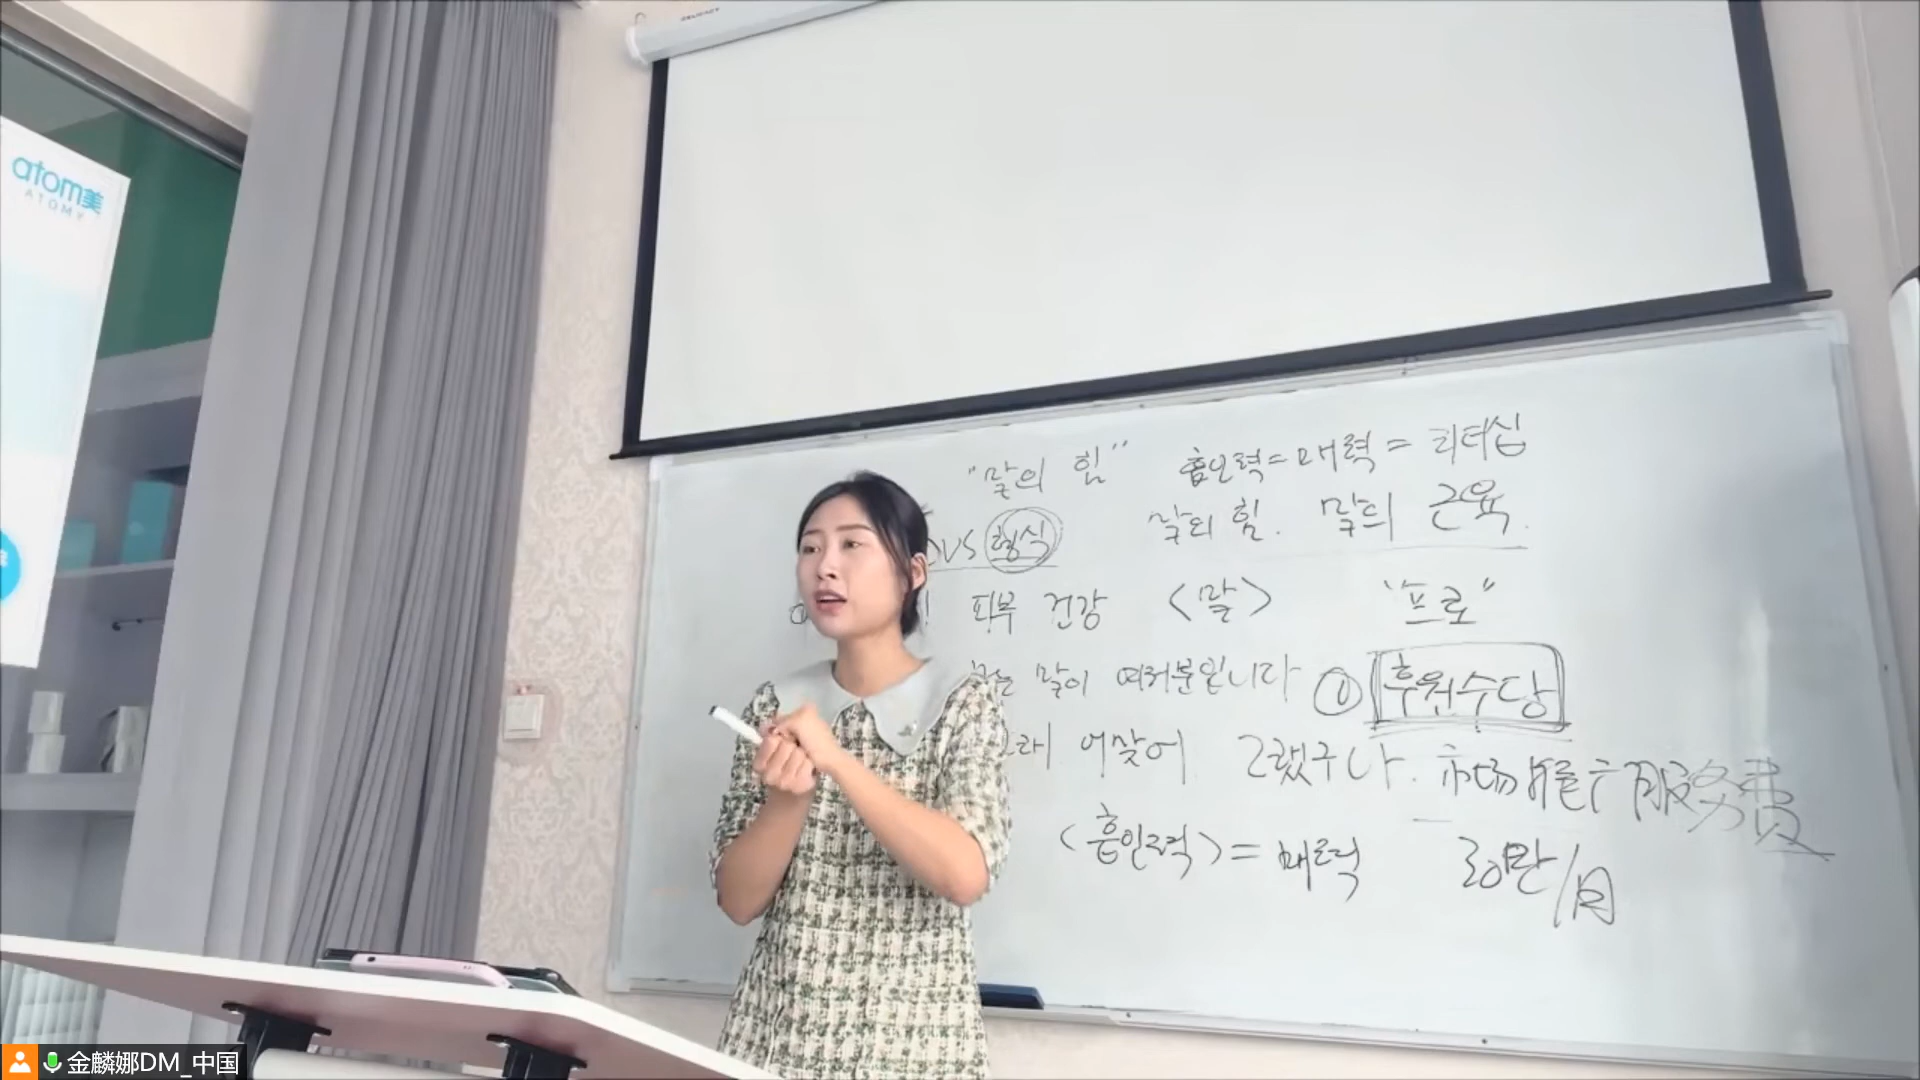 atom美
ATOMY
"말의 힘" 흡인력=매력=리더십
VS 형식 말의 힘. 말의 근육.
피부 건강 <말> "프로"
말이 여러분입니다 ① 후원수당
그랬구나. 市场推广服务费
<흡인력>=매력 30만/月
金麟娜DM_中国